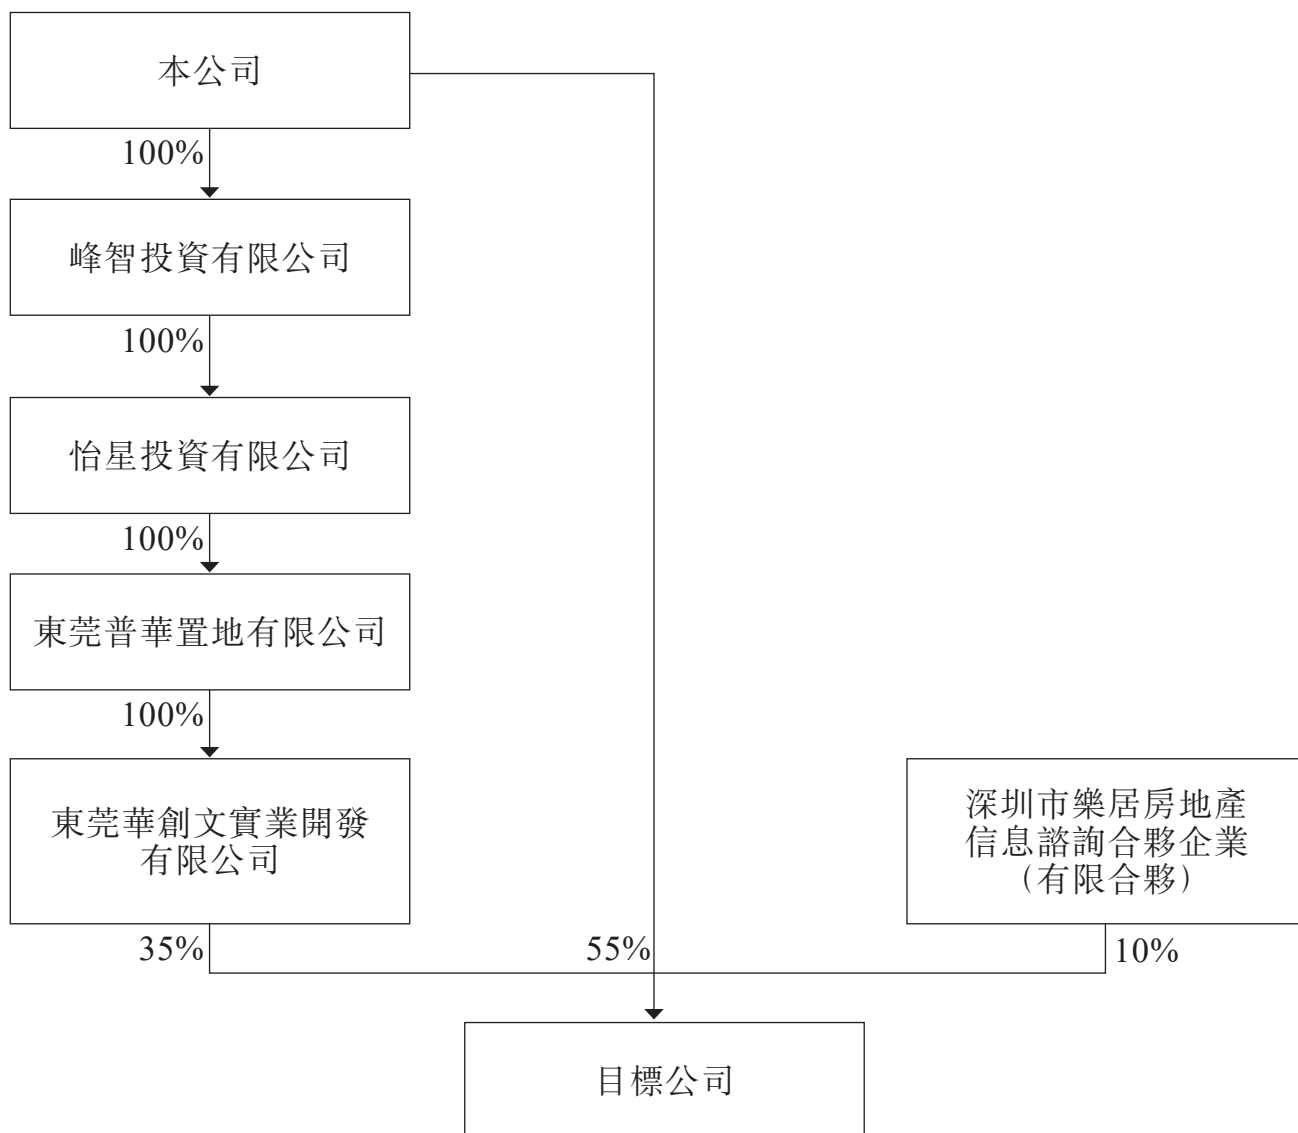 本公司
100%
峰智投資有限公司
100%
怡星投資有限公司
100%
東莞普華置地有限公司
100%
東莞華創文實業開發
有限公司
深圳市樂居房地產
信息諮詢合夥企業
（有限合夥）
35%
55%
10%
目標公司